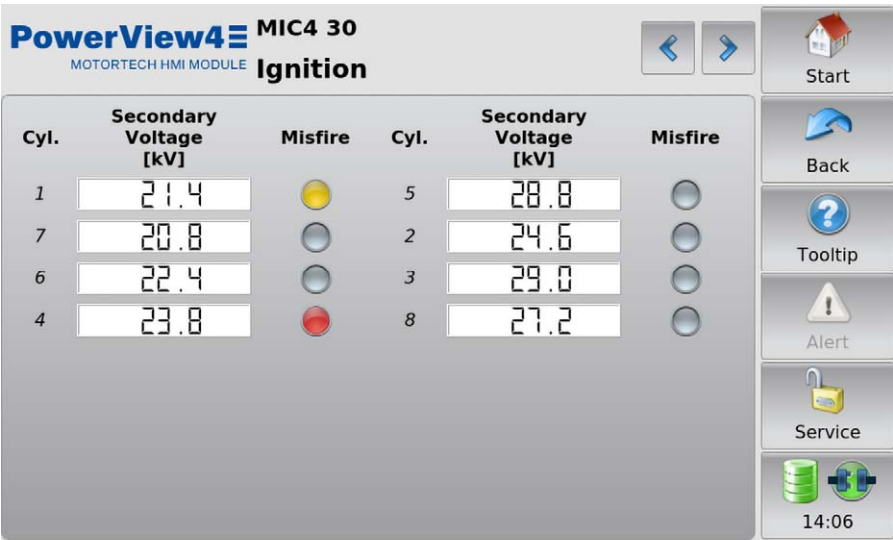 PowerView4
MOTORTECH HMI MODULE
MIC4 30
Ignition
Cyl. Secondary Voltage [kV] Misfire Cyl. Secondary Voltage [kV] Misfire
1 21.4 5 28.8
7 20.8 2 24.6
6 22.4 3 29.0
4 23.8 8 27.2
Start
Back
Tooltip
Alert
Service
14:06